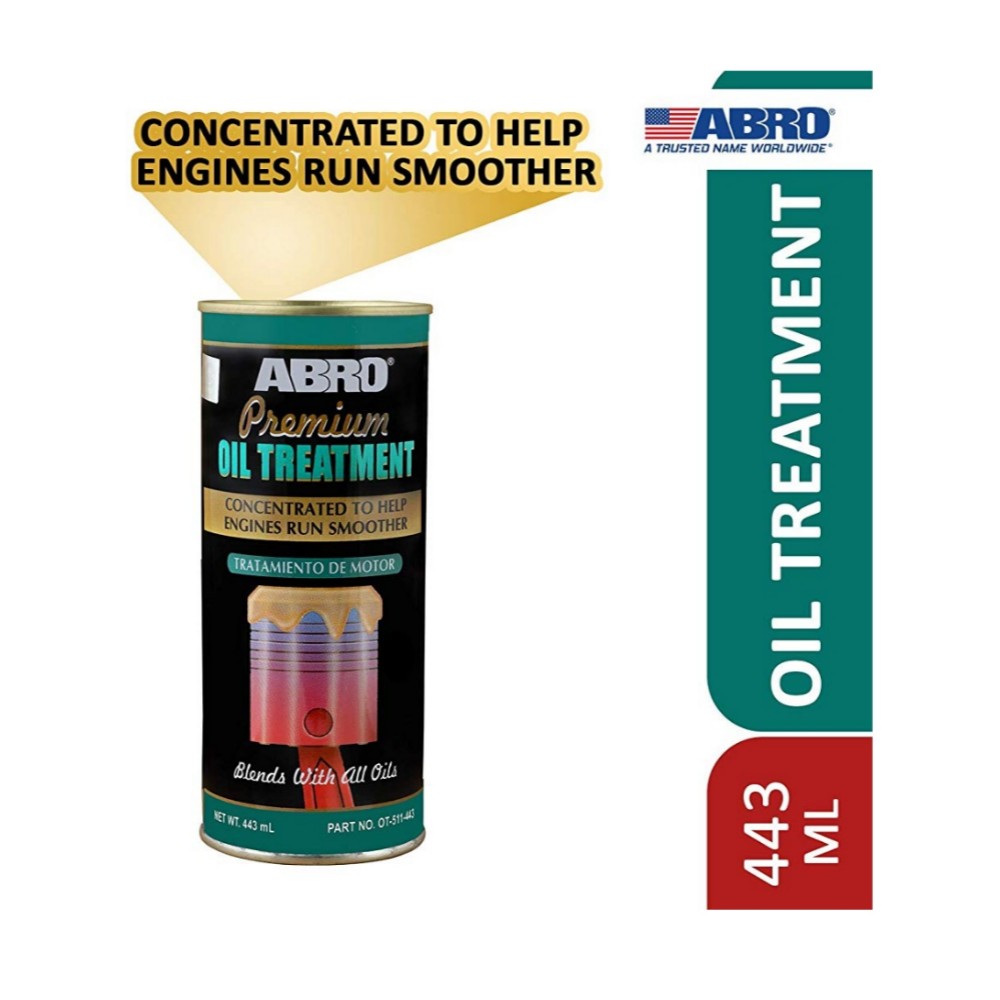 CONCENTRATED TO HELP
ENGINES RUN SMOOTHER
ABRO®
Premium
OIL TREATMENT
CONCENTRATED TO HELP
ENGINES RUN SMOOTHER
TRATAMIENTO DE MOTOR
Blends With All Oils
NET WT. 443 mL
PART NO. OT-511-443
ABRO®
A TRUSTED NAME WORLDWIDE®
OIL TREATMENT
443
ML